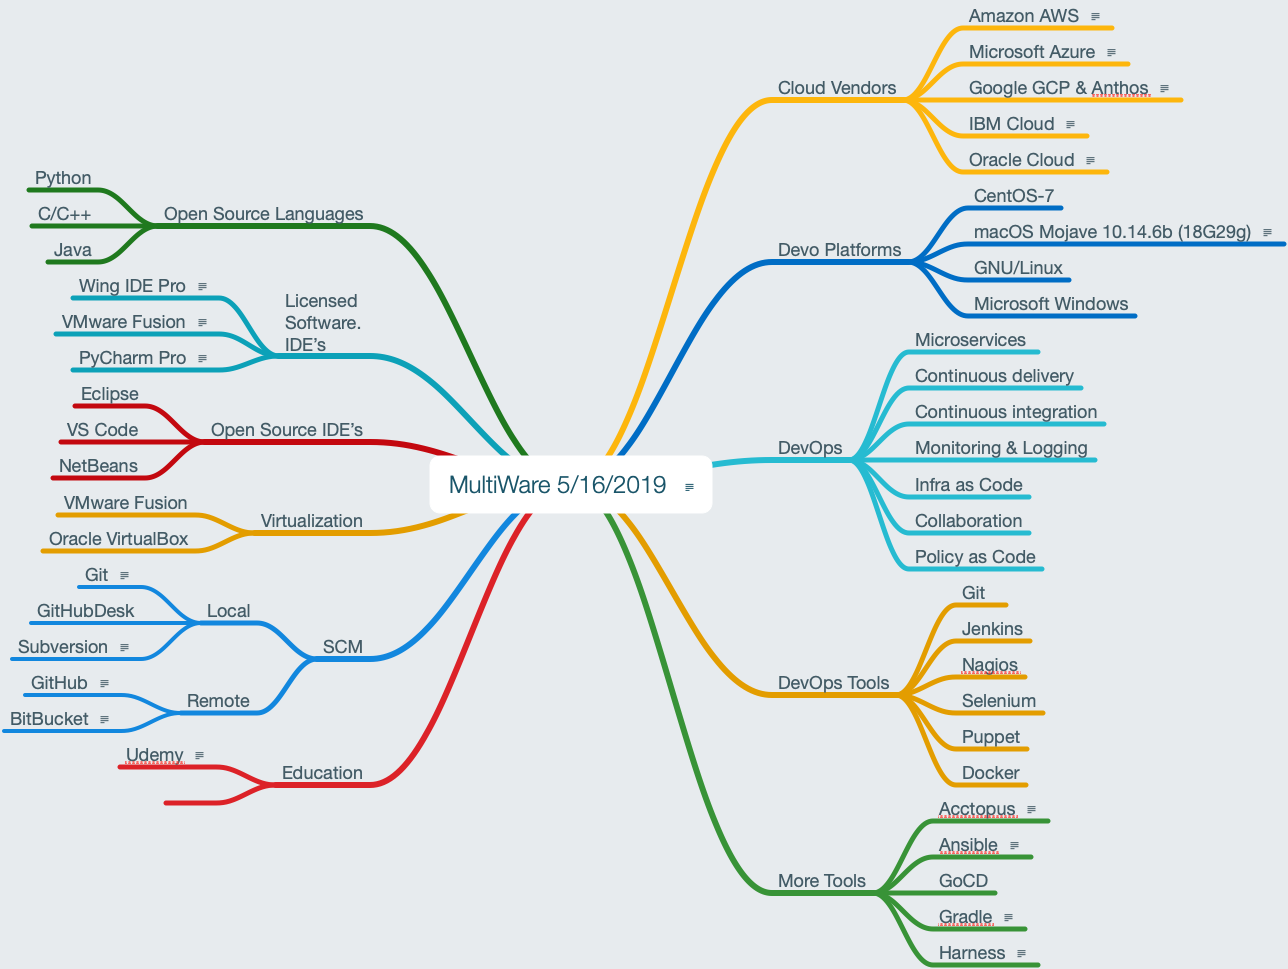 MultiWare 5/16/2019
Cloud Vendors
Amazon AWS
Microsoft Azure
Google GCP & Anthos
IBM Cloud
Oracle Cloud
Devo Platforms
CentOS-7
macOS Mojave 10.14.6b (18G29g)
GNU/Linux
Microsoft Windows
DevOps
Microservices
Continuous delivery
Continuous integration
Monitoring & Logging
Infra as Code
Collaboration
Policy as Code
DevOps Tools
Git
Jenkins
Nagios
Selenium
Puppet
Docker
More Tools
Acctopus
Ansible
GoCD
Gradle
Harness
Open Source Languages
Python
C/C++
Java
Licensed
Software.
IDE’s
Wing IDE Pro
VMware Fusion
PyCharm Pro
Open Source IDE’s
Eclipse
VS Code
NetBeans
Virtualization
VMware Fusion
Oracle VirtualBox
SCM
Local
Git
GitHubDesk
Subversion
Remote
GitHub
BitBucket
Education
Udemy